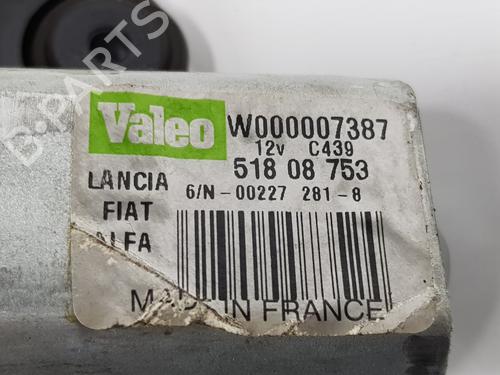 Valeo W000007387
12v C439
518 08 753
LANCIA 6/N-00227 281-8
FIAT
ALFA
MADE IN FRANCE
B-PARTS